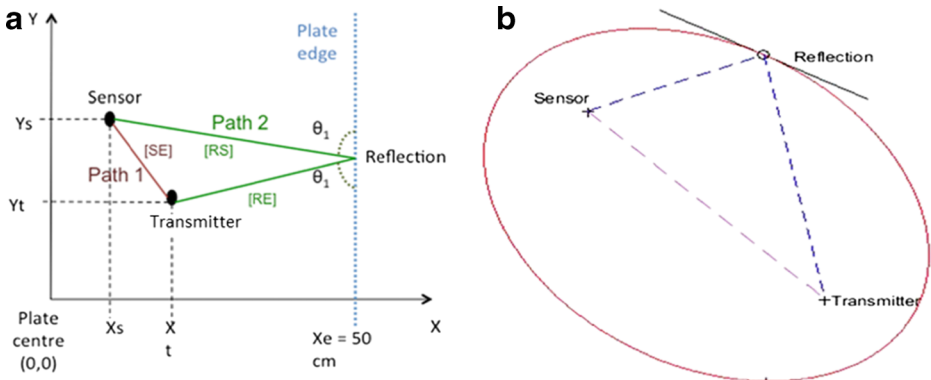 a
Y
Plate
edge
Sensor
Ys
Path 2
θ1
[SE]
[RS]
Reflection
Path 1
θ1
[RE]
Yt
Transmitter
Plate
centre
(0,0)
Xs
X
t
Xe = 50
cm
X
b
Reflection
Sensor
Transmitter